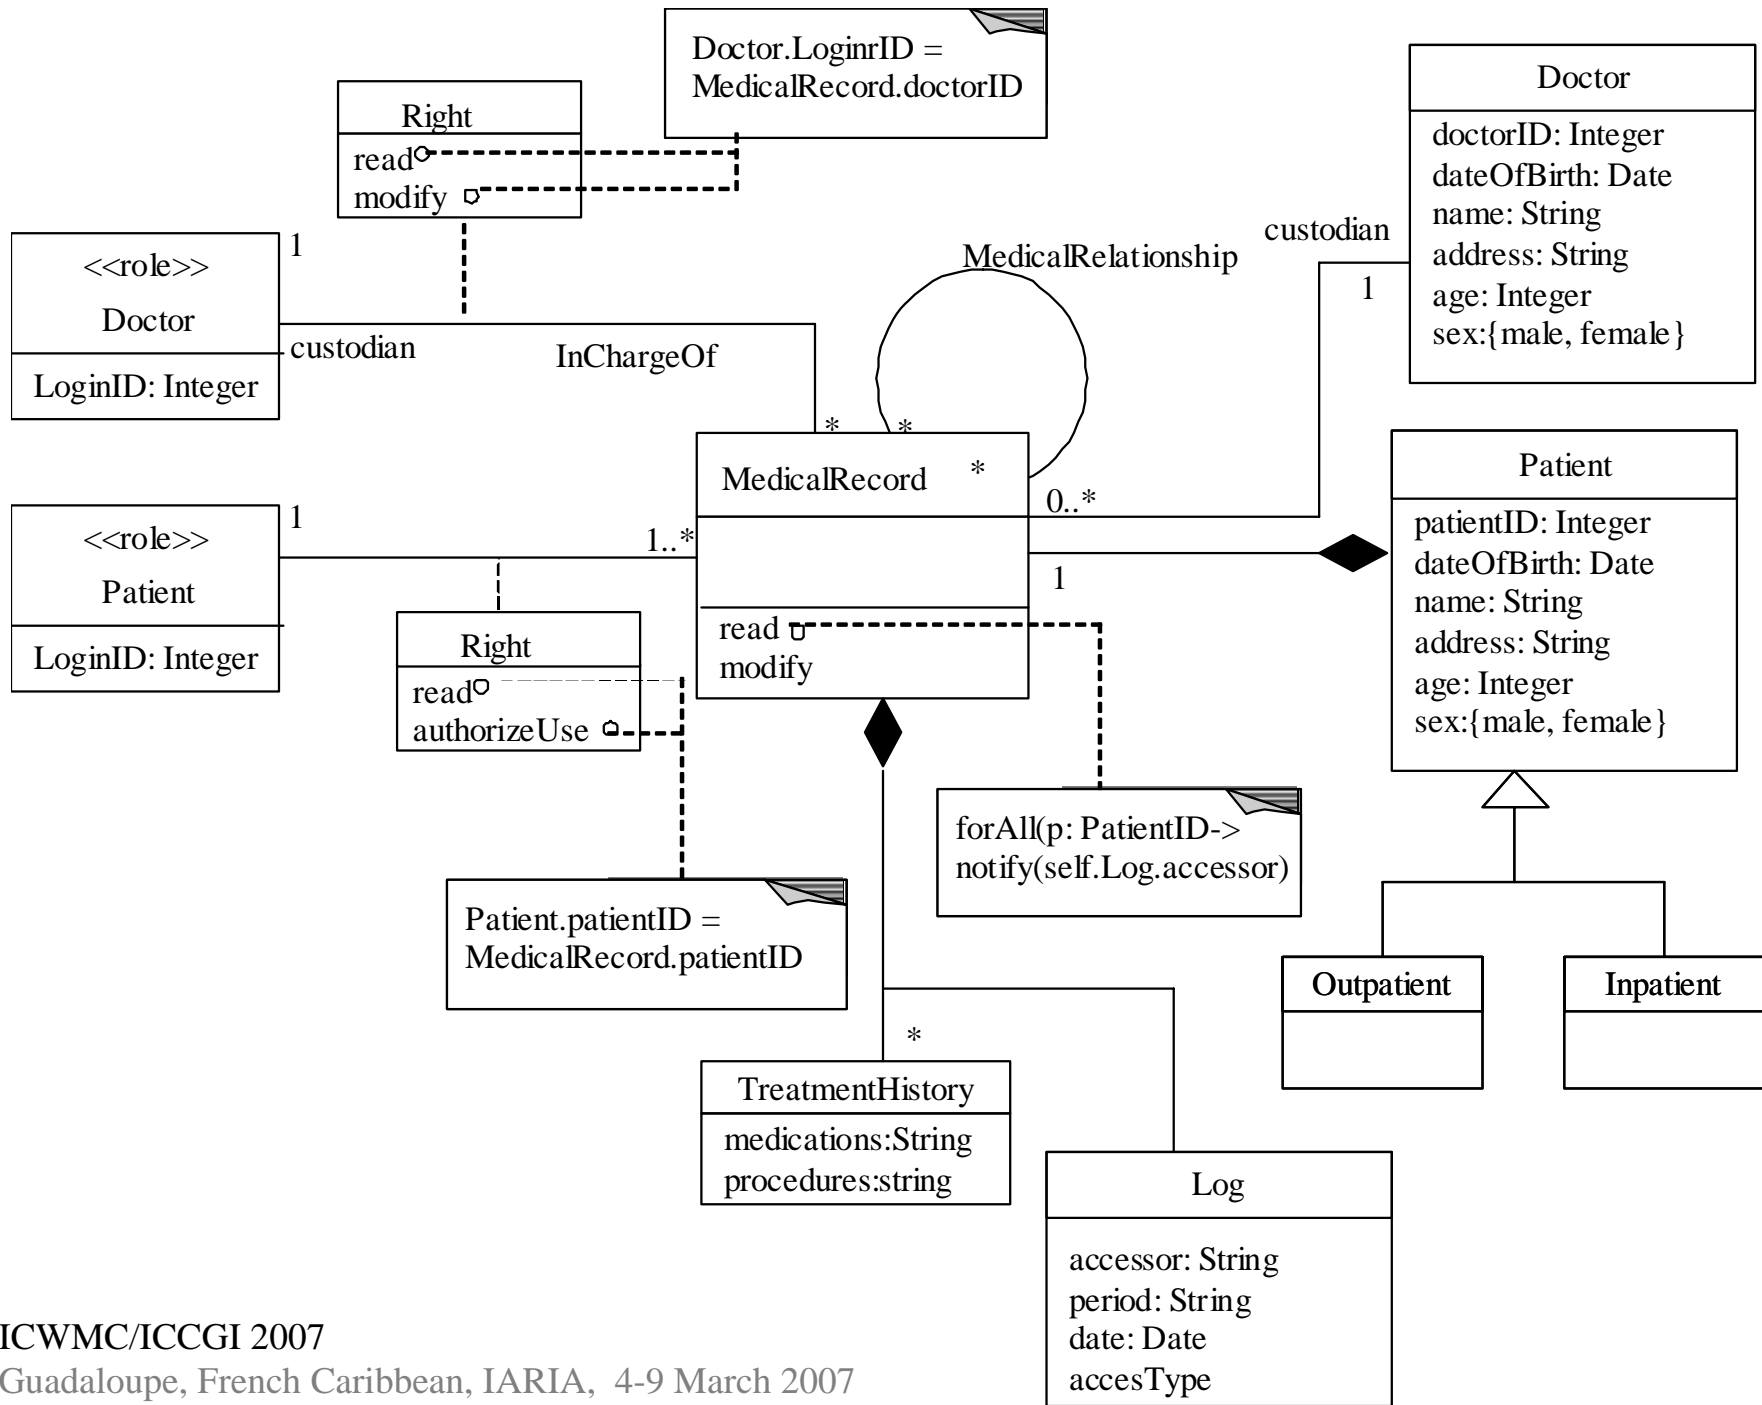 Doctor.LoginrID =
MedicalRecord.doctorID
Right
read
modify
Doctor
doctorID: Integer
dateOfBirth: Date
name: String
address: String
age: Integer
sex:{male, female}
<<role>>
Doctor
LoginID: Integer
1
custodian
InChargeOf
*
MedicalRelationship
*
*
custodian
1
0..*
<<role>>
Patient
LoginID: Integer
1
1..*
MedicalRecord
read
modify
1
Patient
patientID: Integer
dateOfBirth: Date
name: String
address: String
age: Integer
sex:{male, female}
Right
read
authorizeUse
forAll(p: PatientID->
notify(self.Log.accessor)
Patient.patientID =
MedicalRecord.patientID
Outpatient
Inpatient
*
TreatmentHistory
medications:String
procedures:string
Log
accessor: String
period: String
date: Date
accesType
ICWMC/ICCGI 2007
Guadaloupe, French Caribbean, IARIA, 4-9 March 2007